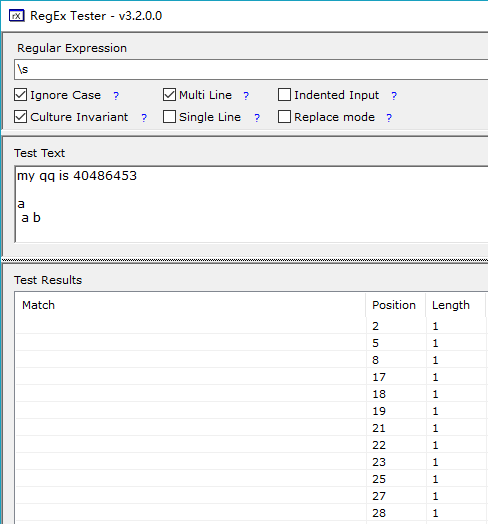 rX RegEx Tester - v3.2.0.0
Regular Expression
\s
Ignore Case ? Multi Line ? Indented Input ?
Culture Invariant ? Single Line ? Replace mode ?
Test Text
my qq is 40486453
a
a b
Test Results
Match Position Length
2 1
5 1
8 1
17 1
18 1
19 1
21 1
22 1
23 1
25 1
27 1
28 1